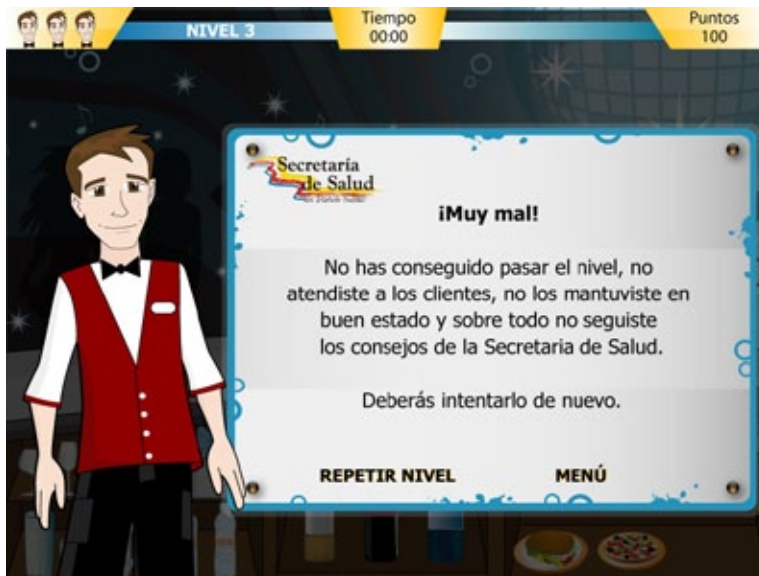 NIVEL 3
Tiempo
00:00
Puntos
100
Secretaría
de Salud
¡Muy mal!
No has conseguido pasar el nivel, no
atendiste a los clientes, no los mantuviste en
buen estado y sobre todo no seguiste
los consejos de la Secretaria de Salud.
Deberás intentarlo de nuevo.
REPETIR NIVEL
MENÚ